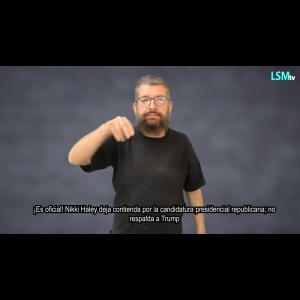 LSMtv
¡Es oficial! Nikki Haley deja contienda por la candidatura presidencial republicana; no
respalda a Trump